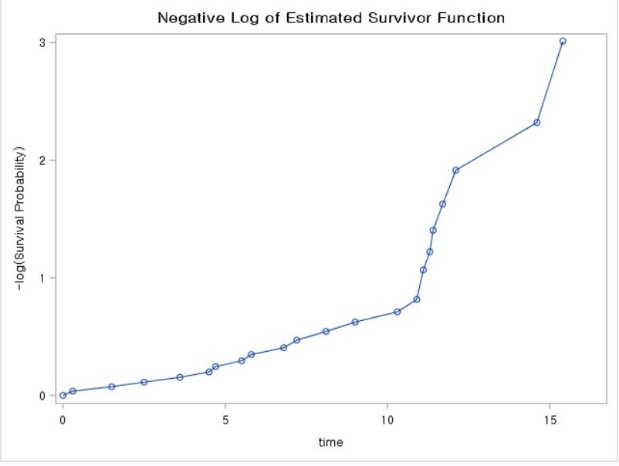 Negative Log of Estimated Survivor Function
3
2
1
0
-log(Survival Probability)
0 5 10 15
time